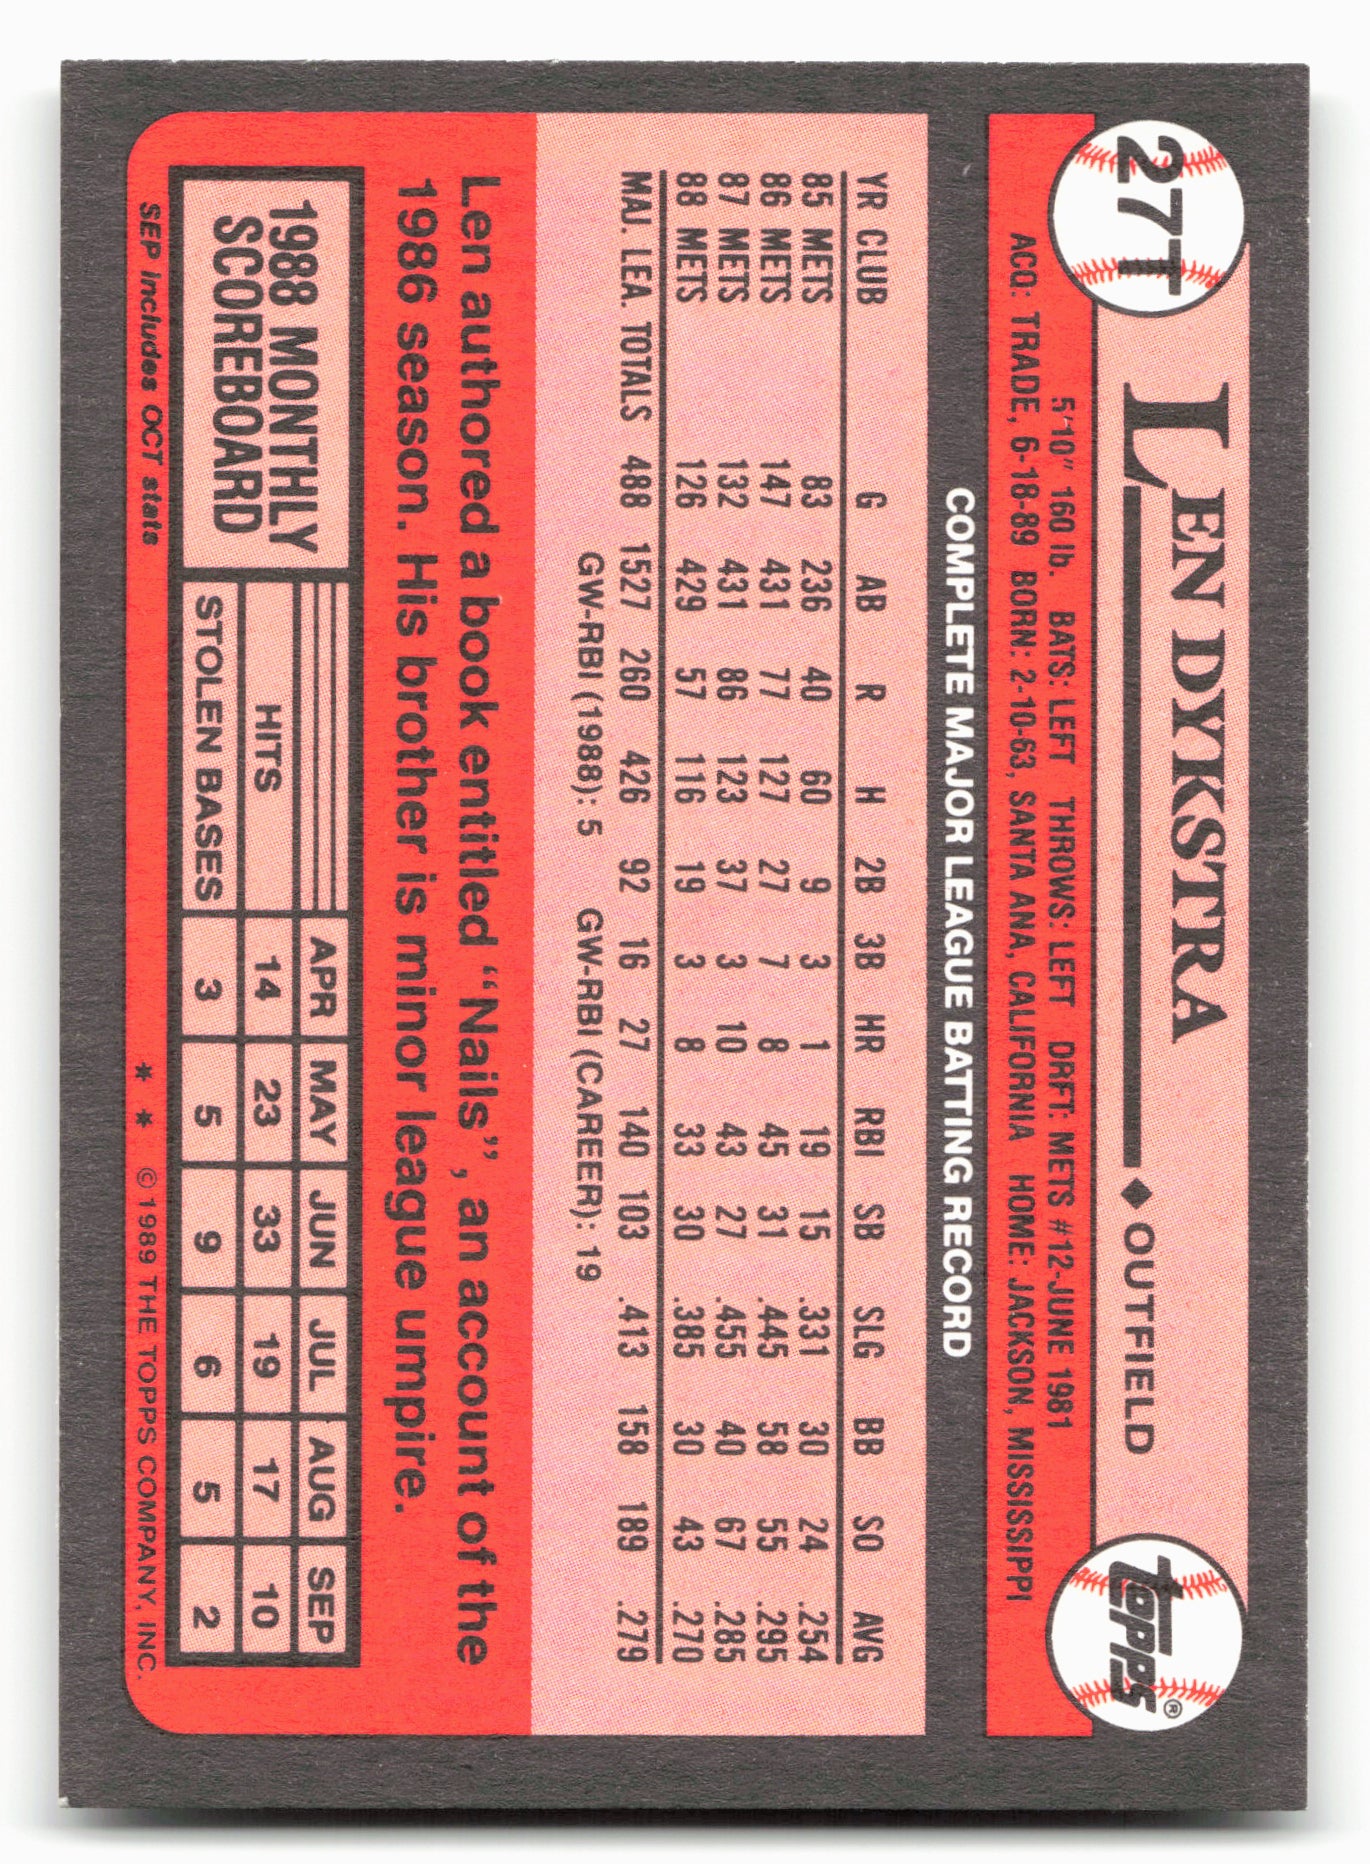 27T
LEN DYKSTRA ◆ OUTFIELD
topps®
5'10" 160 lb. BATS: LEFT THROWS: LEFT DRFT: METS #12-JUNE 1981
ACQ: TRADE, 6-18-89 BORN: 2-10-63, SANTA ANA, CALIFORNIA HOME: JACKSON, MISSISSIPPI
COMPLETE MAJOR LEAGUE BATTING RECORD
YR CLUB G AB R H 2B 3B HR RBI SB SLG BB SO AVG
85 METS 83 236 40 60 9 3 1 19 15 .331 30 24 .254
86 METS 147 431 77 127 27 7 8 45 31 .445 58 55 .295
87 METS 132 431 86 123 37 3 10 43 27 .455 40 67 .285
88 METS 126 429 57 116 19 3 8 33 30 .385 30 43 .270
MAJ. LEA. TOTALS 488 1527 260 426 92 16 27 140 103 .413 158 189 .279
GW-RBI (1988): 5 GW-RBI (CAREER): 19
Len authored a book entitled "Nails", an account of the
1986 season. His brother is minor league umpire.
1988 MONTHLY
SCOREBOARD
APR MAY JUN JUL AUG SEP
HITS 14 23 33 19 17 10
STOLEN BASES 3 5 9 6 5 2
SEP includes OCT stats
* * © 1989 THE TOPPS COMPANY, INC.